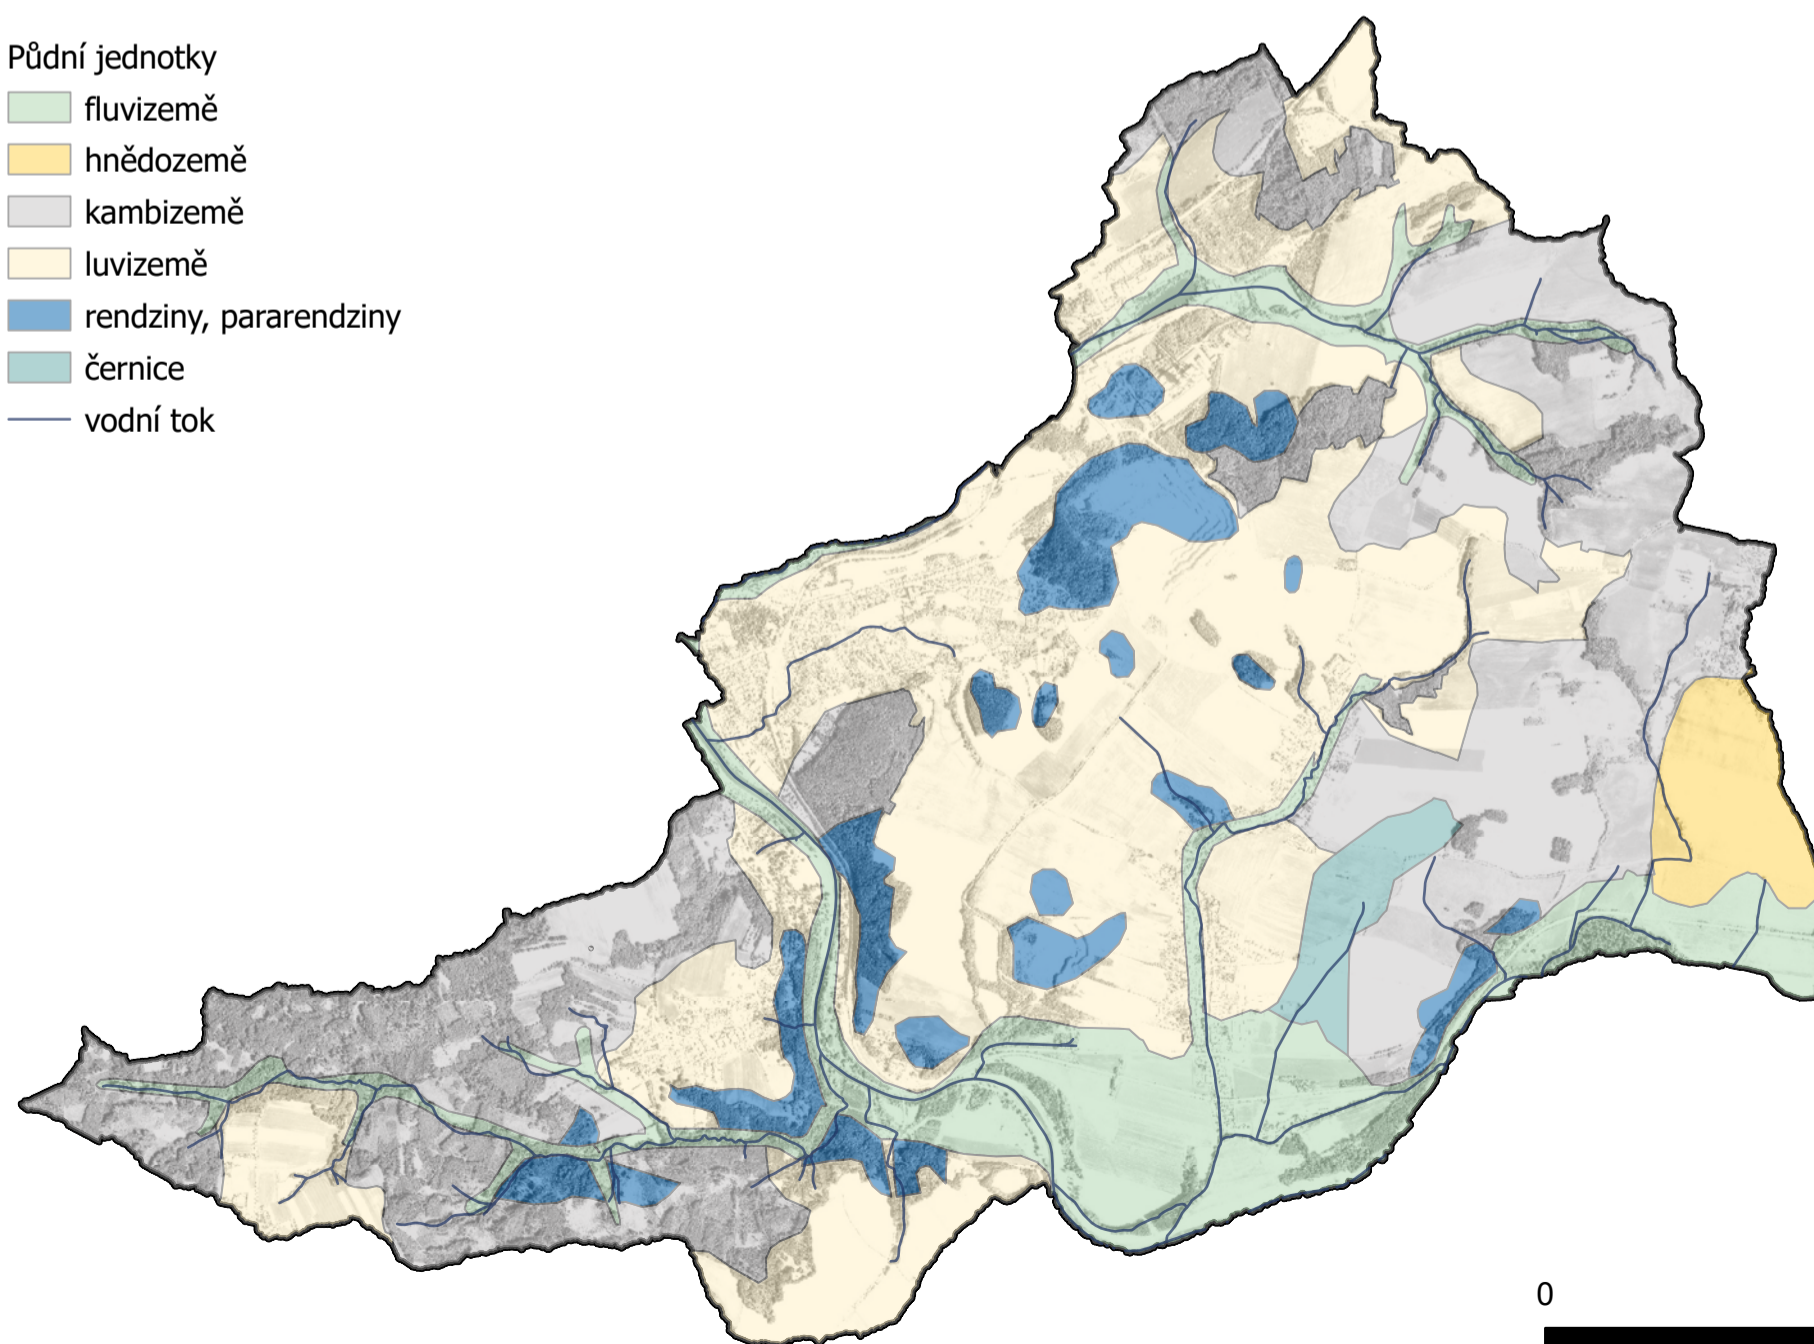 Půdní jednotky
fluvizemě
hnědozemě
kambizemě
luvizemě
rendziny, pararendziny
černice
vodní tok
0